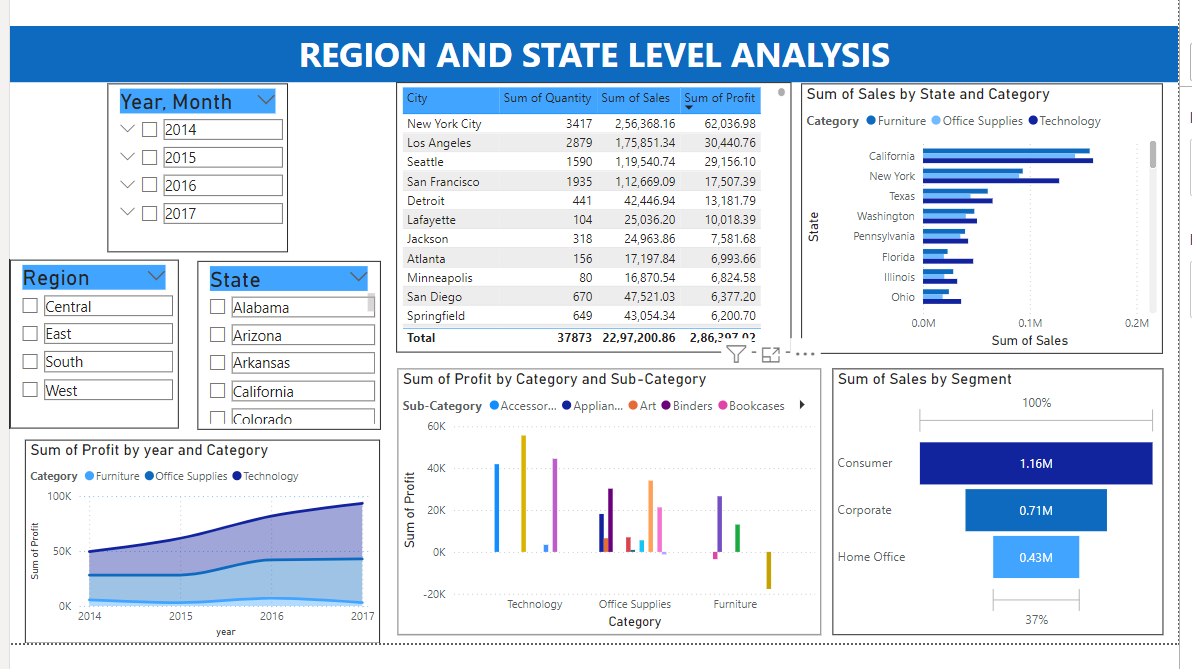 REGION AND STATE LEVEL ANALYSIS
Year, Month
2014
2015
2016
2017
Region
Central
East
South
West
State
Alabama
Arizona
Arkansas
California
Colorado
City Sum of Quantity Sum of Sales Sum of Profit
New York City 3417 2,56,368.16 62,036.98
Los Angeles 2879 1,75,851.34 30,440.76
Seattle 1590 1,19,540.74 29,156.10
San Francisco 1935 1,12,669.09 17,507.39
Detroit 441 42,446.94 13,181.79
Lafayette 104 25,036.20 10,018.39
Jackson 318 24,963.86 7,581.68
Atlanta 156 17,197.84 6,993.66
Minneapolis 80 16,870.54 6,824.58
San Diego 670 47,521.03 6,377.20
Springfield 649 43,054.34 6,200.70
Total 37873 22,97,200.86
Sum of Sales by State and Category
Category Furniture Office Supplies Technology
State
California
New York
Texas
Washington
Pennsylvania
Florida
Illinois
Ohio
0.0M 0.1M 0.2M
Sum of Sales
Sum of Profit by year and Category
Category Furniture Office Supplies Technology
Sum of Profit
100K
50K
0K
2014 2015 2016 2017
year
Sum of Profit by Category and Sub-Category
Sub-Category Accessor... Applian... Art Binders Bookcases
Sum of Profit
60K
40K
20K
0K
-20K
Technology Office Supplies Furniture
Category
Sum of Sales by Segment
100%
Consumer 1.16M
Corporate 0.71M
Home Office 0.43M
37%